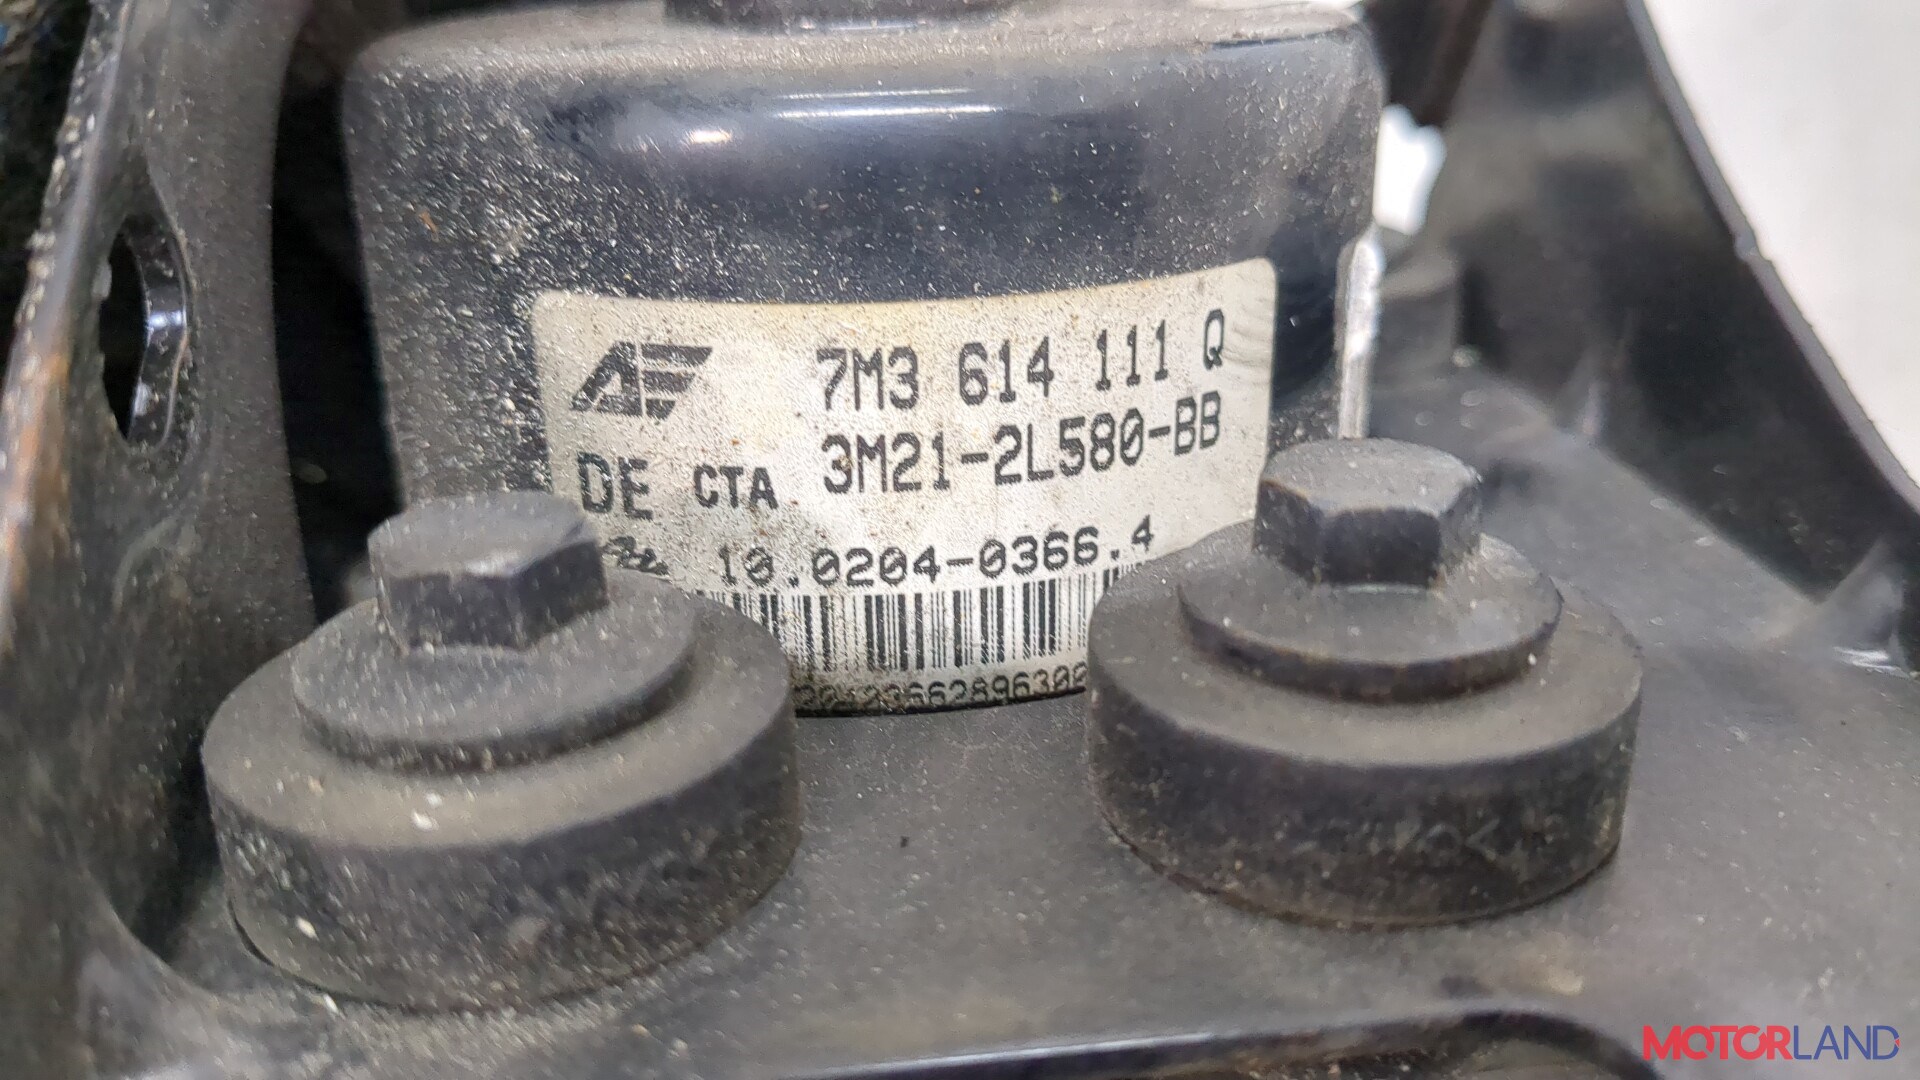 7M3 614 111 Q
DE CTA 3M21-2L580-BB
10.0204-0366.4
MOTORLAND